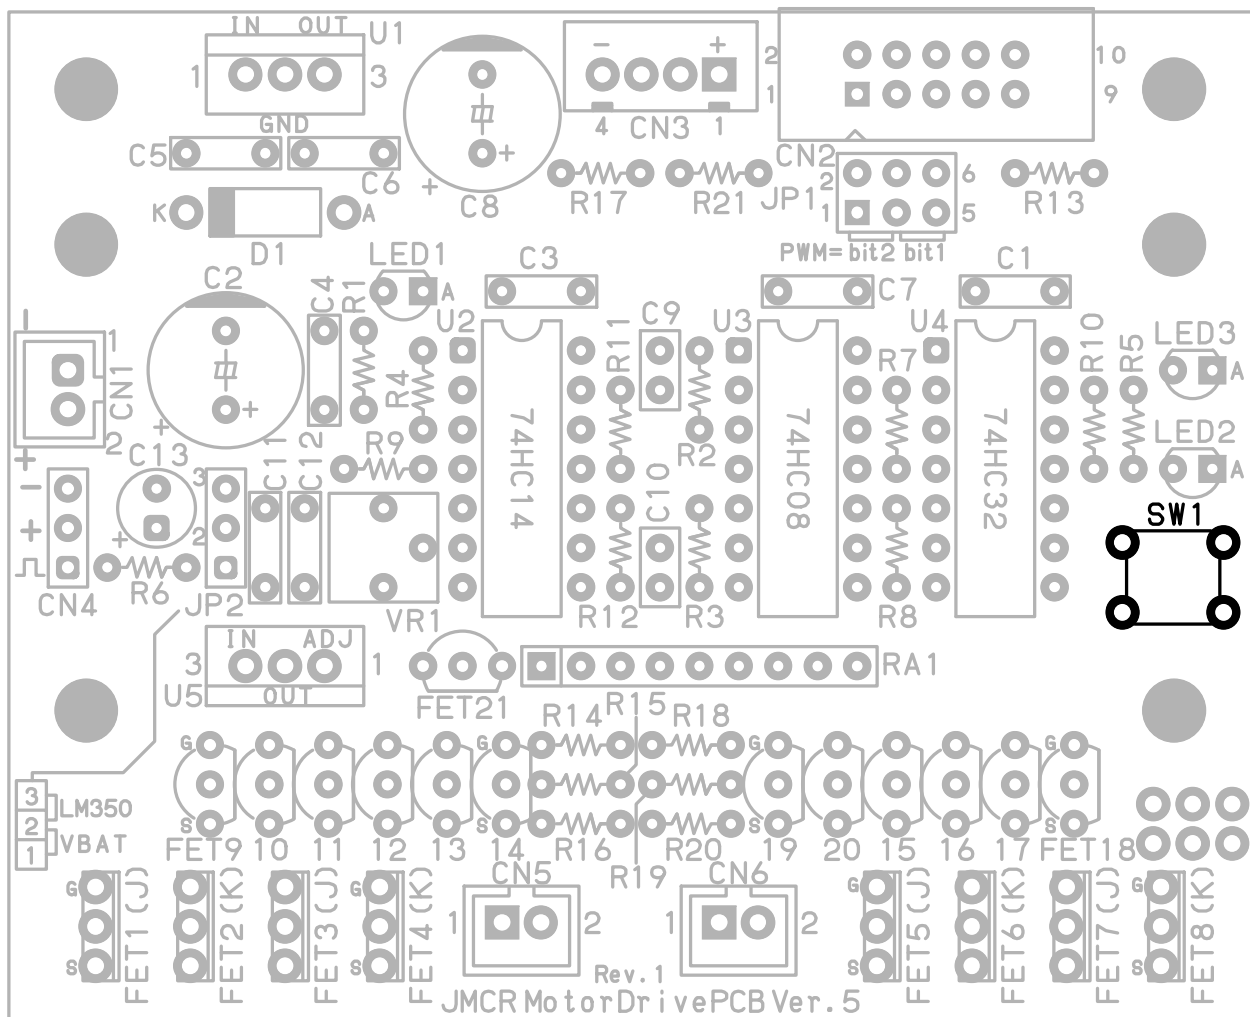 IN OUT U1
1 3
GND
C5 C6
K A
D1
+ C8
- +
4 CN3 1
2 10
1 9
CN2
R17 R21 JP1 2 6
1 5
R13
PWM= bit2 bit1
C2 LED1 A
C3 C7 C1
C4 R1 U2 R11 C9 U3 R7 U4 R10 R5 LED3
A
- 1
CN1
2
+
R4
R9
74HC14
R2
74HC08
74HC32
LED2
A
C13
C11 C12
3
2
C10
SW1
-
+
CN4
R6 JP2
VR1
R12 R3 R8
IN ADJ
3 1
U5 OUT
FET21
RA1
R14 R15 R18
G G G G
S S S S
3
2
1
LM350
VBAT
FET9 10 11 12 13 14 R16 R20 19 20 15 16 17 FET18
R19
CN5 CN6
1 2 1 2
G G G G
S S S S
FET1(J) FET2(K) FET3(J) FET4(K) FET5(J) FET6(K) FET7(J) FET8(K)
Rev.1
JMCR MotorDrivePCB Ver.5